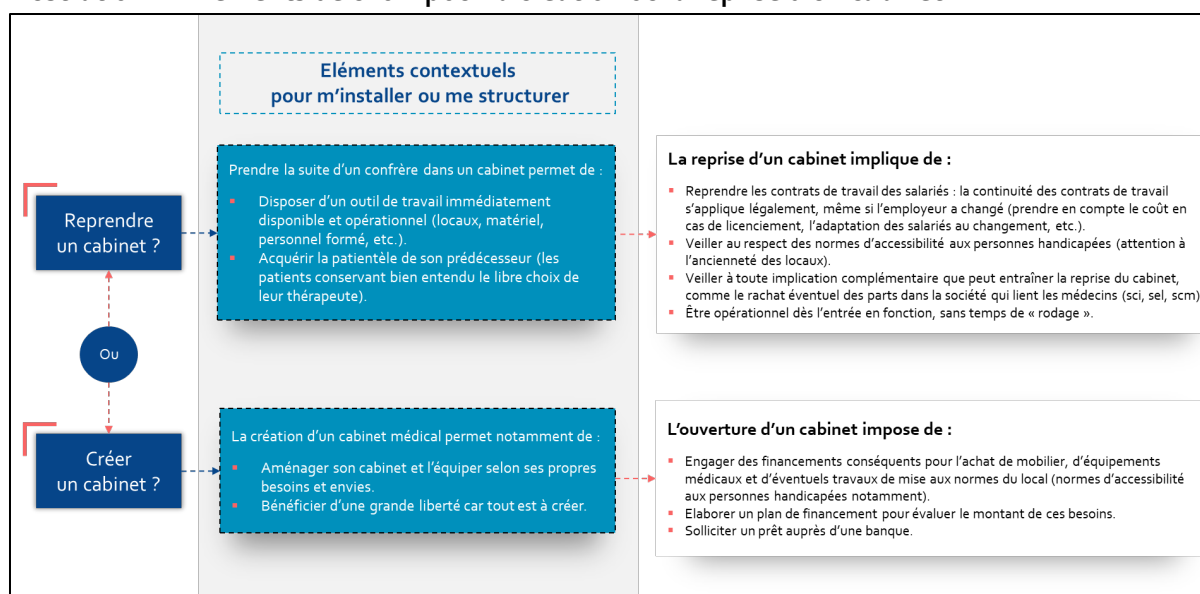 Eléments contextuels
pour m'installer ou me structurer
Reprendre
un cabinet ?
Prendre la suite d'un confrère dans un cabinet permet de :
▪ Disposer d'un outil de travail immédiatement
disponible et opérationnel (locaux, matériel,
personnel formé, etc.).
▪ Acquérir la patientèle de son prédécesseur (les
patients conservant bien entendu le libre choix de
leur thérapeute).
La reprise d'un cabinet implique de :
▪ Reprendre les contrats de travail des salariés : la continuité des contrats de travail
s'applique légalement, même si l'employeur a changé (prendre en compte le coût en
cas de licenciement, l'adaptation des salariés au changement, etc.).
▪ Veiller au respect des normes d'accessibilité aux personnes handicapées (attention à
l'ancienneté des locaux).
▪ Veiller à toute implication complémentaire que peut entraîner la reprise du cabinet,
comme le rachat éventuel des parts dans la société qui lient les médecins (sci, sel, scm)
▪ Être opérationnel dès l'entrée en fonction, sans temps de « rodage ».
Ou
Créer
un cabinet ?
La création d'un cabinet médical permet notamment de :
▪ Aménager son cabinet et l'équiper selon ses propres
besoins et envies.
▪ Bénéficier d'une grande liberté car tout est à créer.
L'ouverture d'un cabinet impose de :
▪ Engager des financements conséquents pour l'achat de mobilier, d'équipements
médicaux et d'éventuels travaux de mise aux normes du local (normes d'accessibilité
aux personnes handicapées notamment).
▪ Elaborer un plan de financement pour évaluer le montant de ces besoins.
▪ Solliciter un prêt auprès d'une banque.